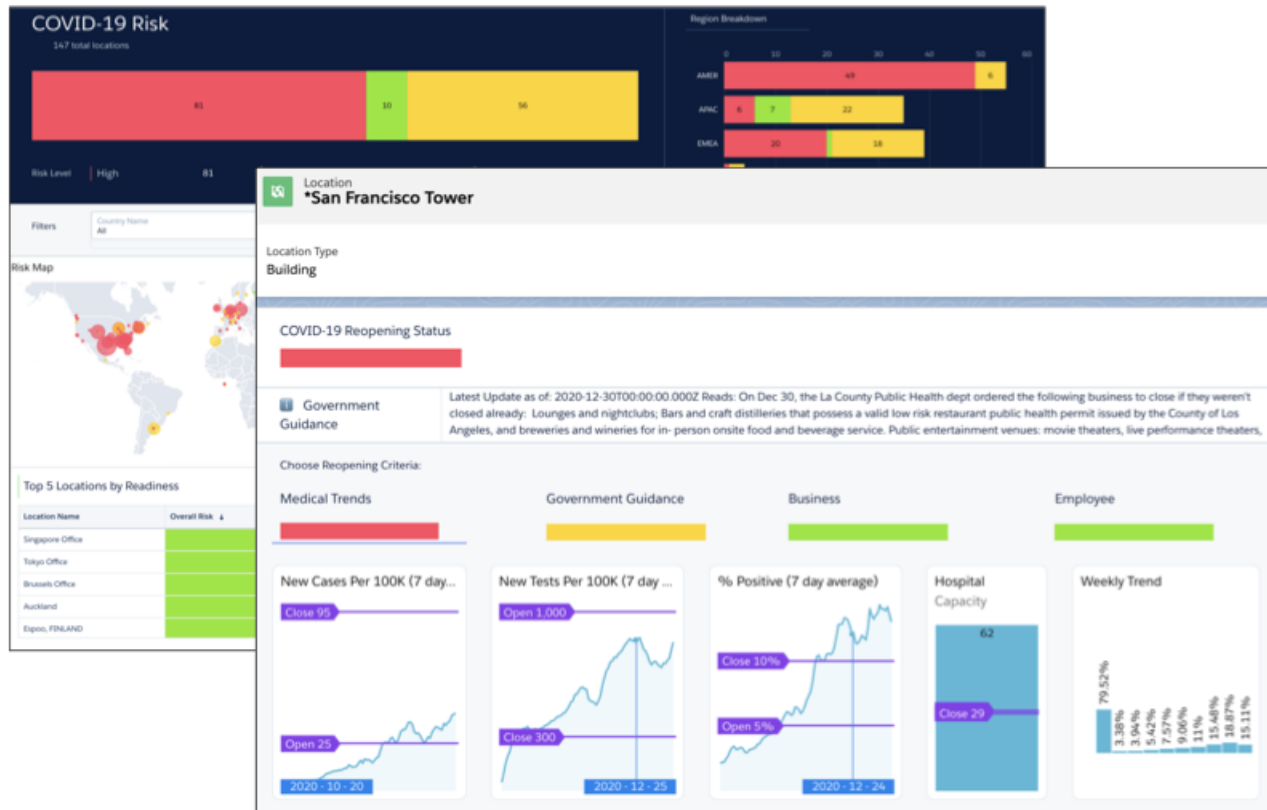 COVID-19 Risk
147 total locations
81
10
56
Risk Level
High
81
Region Breakdown
0 10 20 30 40 50 60
AMER
49
6
APAC
6
7
22
EMEA
20
18
Filters
Country Name
All
Risk Map
Top 5 Locations by Readiness
Location Name
Overall Risk ↓
Singapore Office
Tokyo Office
Brussels Office
Auckland
Espoo, FINLAND
Location
*San Francisco Tower
Location Type
Building
COVID-19 Reopening Status
Government
Guidance
Latest Update as of: 2020-12-30T00:00:00.000Z Reads: On Dec 30, the La County Public Health dept ordered the following business to close if they weren't
closed already: Lounges and nightclubs; Bars and craft distilleries that possess a valid low risk restaurant public health permit issued by the County of Los
Angeles, and breweries and wineries for in- person onsite food and beverage service. Public entertainment venues: movie theaters, live performance theaters,
Choose Reopening Criteria:
Medical Trends
Government Guidance
Business
Employee
New Cases Per 100K (7 day...
Close 95
Open 25
2020 - 10 - 20
New Tests Per 100K (7 day ...
Open 1,000
Close 300
2020 - 12 - 25
% Positive (7 day average)
Close 10%
Open 5%
2020 - 12 - 24
Hospital
Capacity
62
Close 29
Weekly Trend
79.52%
3.38%
3.94%
5.42%
7.57%
9.06%
11%
15.48%
18.87%
15.11%